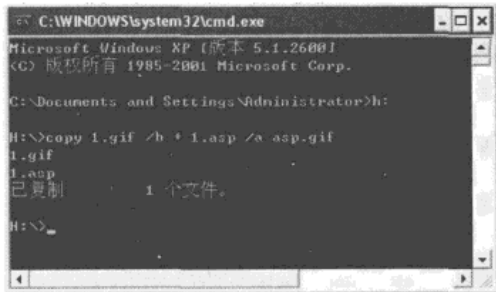 C:\WINDOWS\system32\cmd.exe
Microsoft Windows XP [版本 5.1.2600]
(C) 版权所有 1985-2001 Microsoft Corp.
C:\Documents and Settings\Administrator>h:
H:\>copy 1.gif /b + 1.asp /a asp.gif
1.gif
1.asp
已复制 1 个文件。
H:\>_